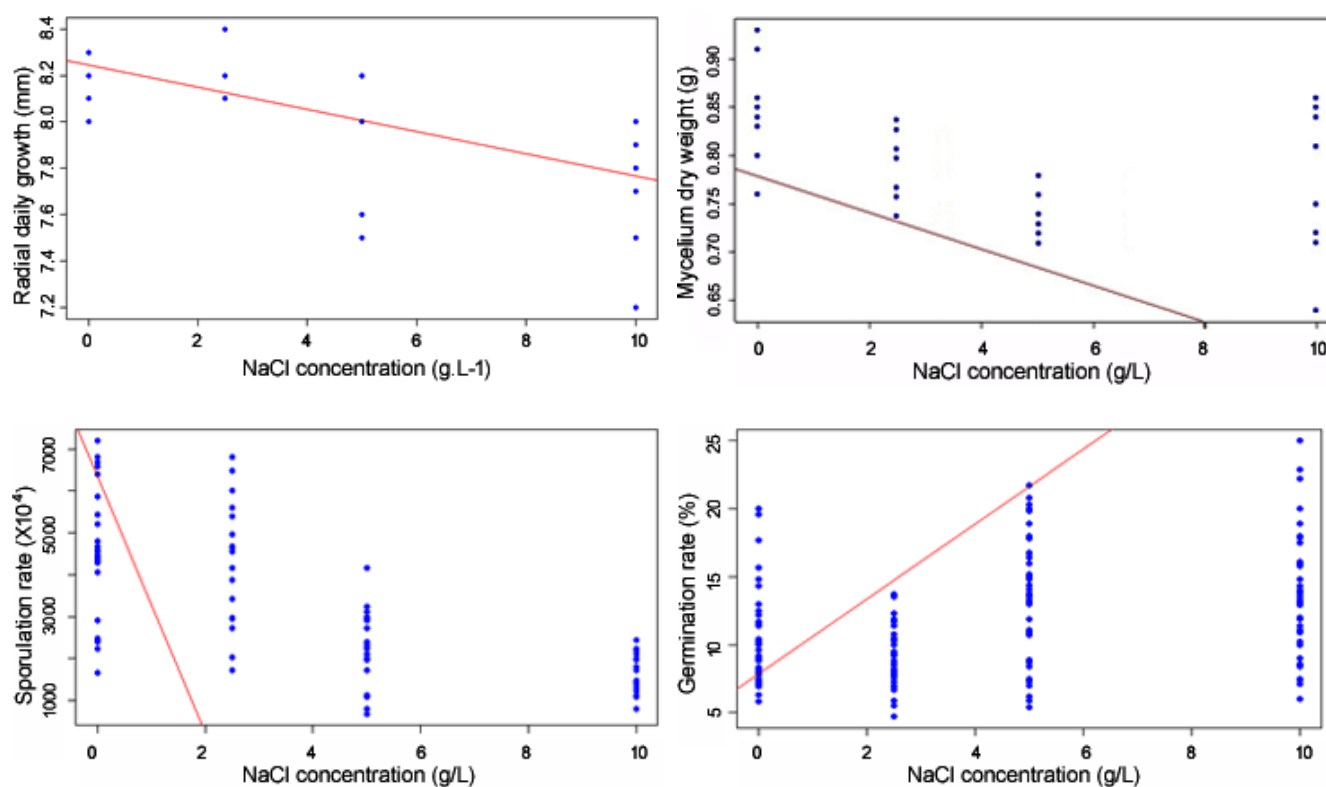 Radial daily growth (mm)
8.4
8.2
8.0
7.8
7.6
7.4
7.2
0 2 4 6 8 10
NaCl concentration (g.L-1)
Mycelium dry weight (g)
0.90
0.85
0.80
0.75
0.70
0.65
0 2 4 6 8 10
NaCl concentration (g/L)
Sporulation rate (X10⁴)
7000
5000
3000
1000
0 2 4 6 8 10
NaCl concentration (g/L)
Germination rate (%)
25
20
15
10
5
0 2 4 6 8 10
NaCl concentration (g/L)